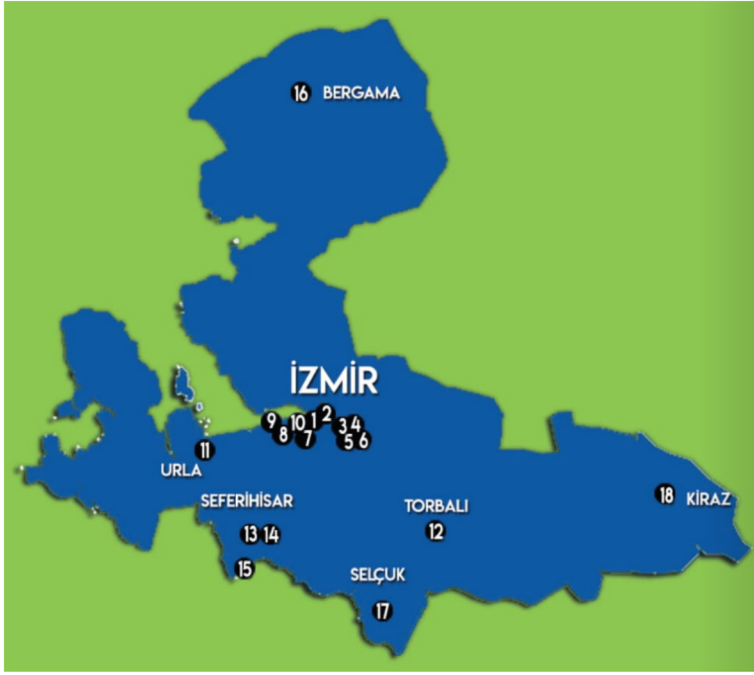 16 BERGAMA
İZMİR
9 8 10 1 7 2 3 4 5 6
11
URLA
SEFERİHİSAR
13 14
15
TORBALI
12
SELÇUK
17
18 KİRAZ